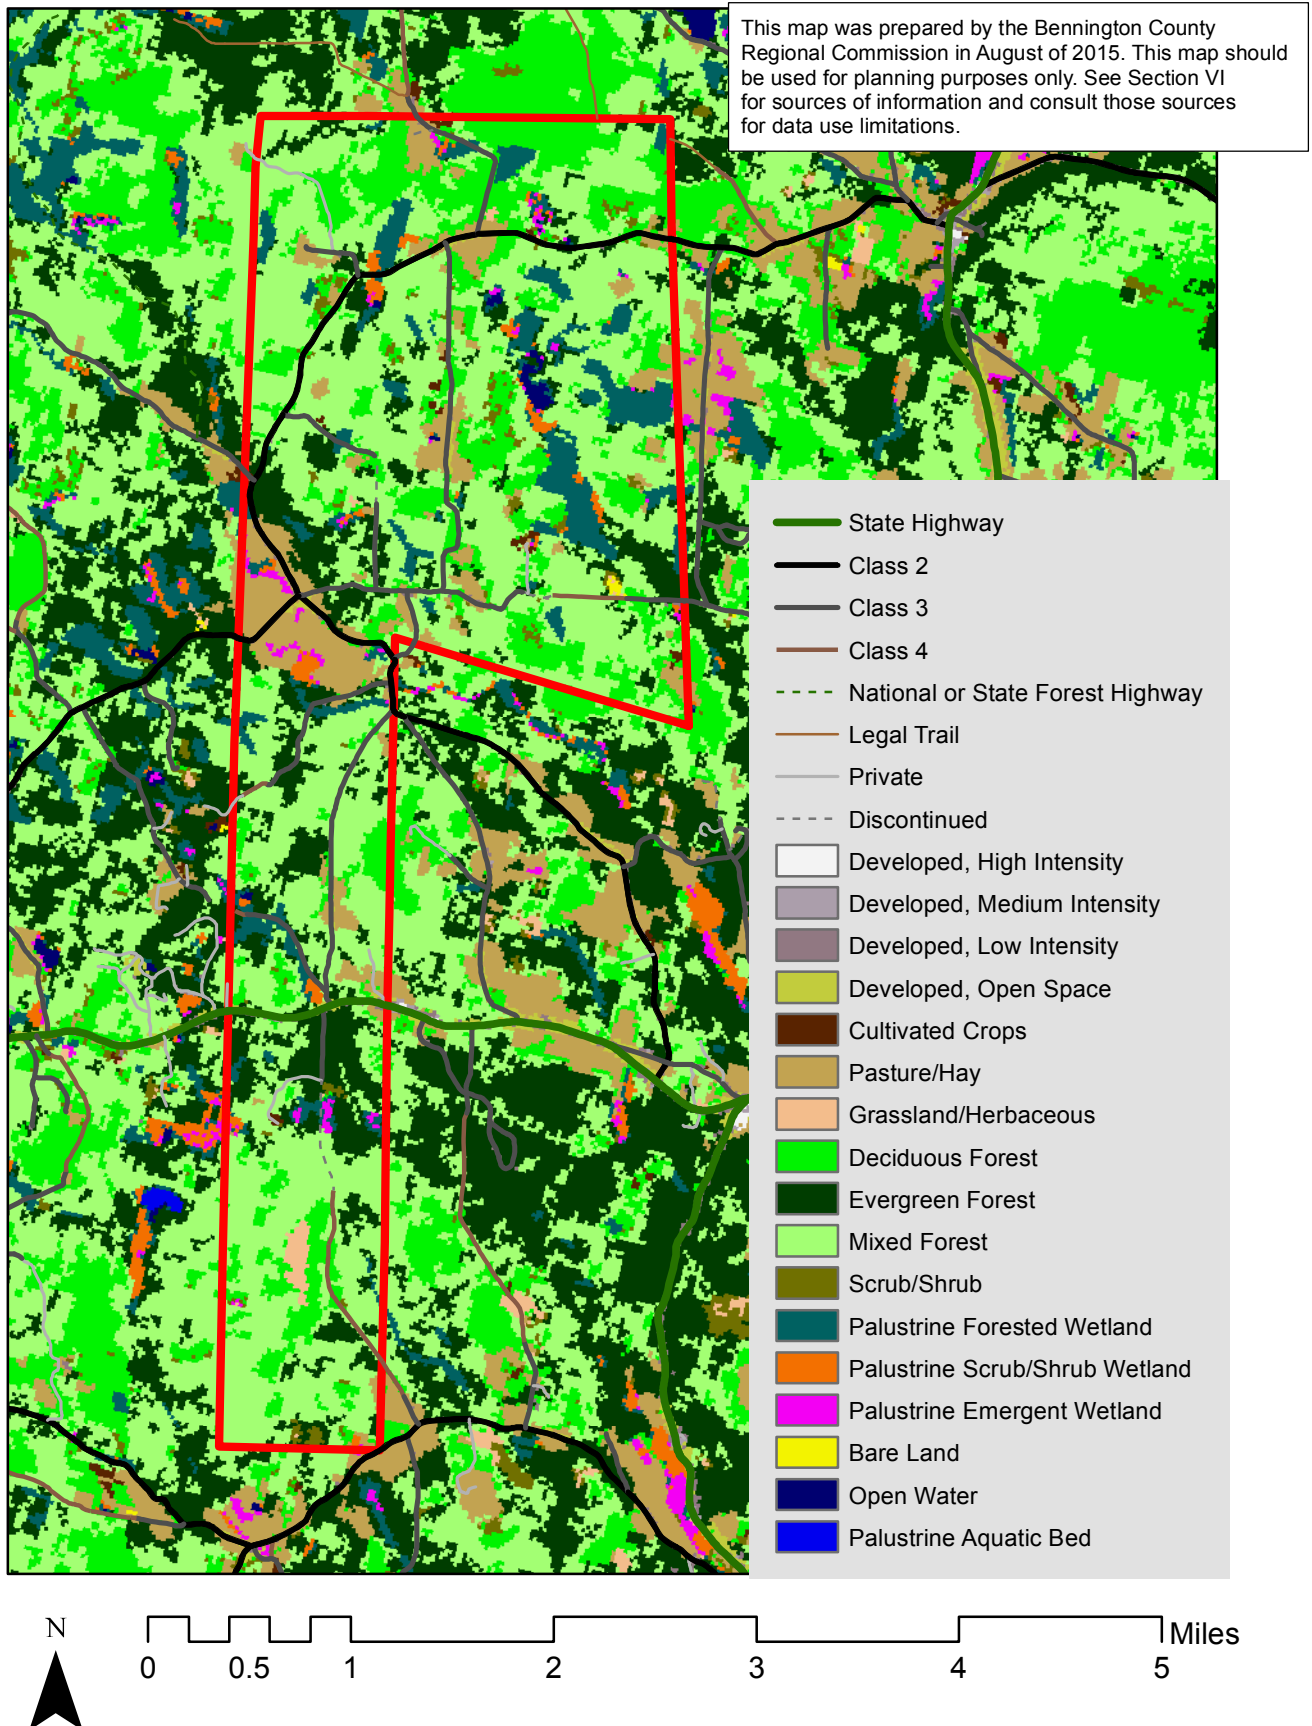 This map was prepared by the Bennington County
Regional Commission in August of 2015. This map should
be used for planning purposes only. See Section VI
for sources of information and consult those sources
for data use limitations.
State Highway
Class 2
Class 3
Class 4
National or State Forest Highway
Legal Trail
Private
Discontinued
Developed, High Intensity
Developed, Medium Intensity
Developed, Low Intensity
Developed, Open Space
Cultivated Crops
Pasture/Hay
Grassland/Herbaceous
Deciduous Forest
Evergreen Forest
Mixed Forest
Scrub/Shrub
Palustrine Forested Wetland
Palustrine Scrub/Shrub Wetland
Palustrine Emergent Wetland
Bare Land
Open Water
Palustrine Aquatic Bed
N
Miles
0 0.5 1 2 3 4 5